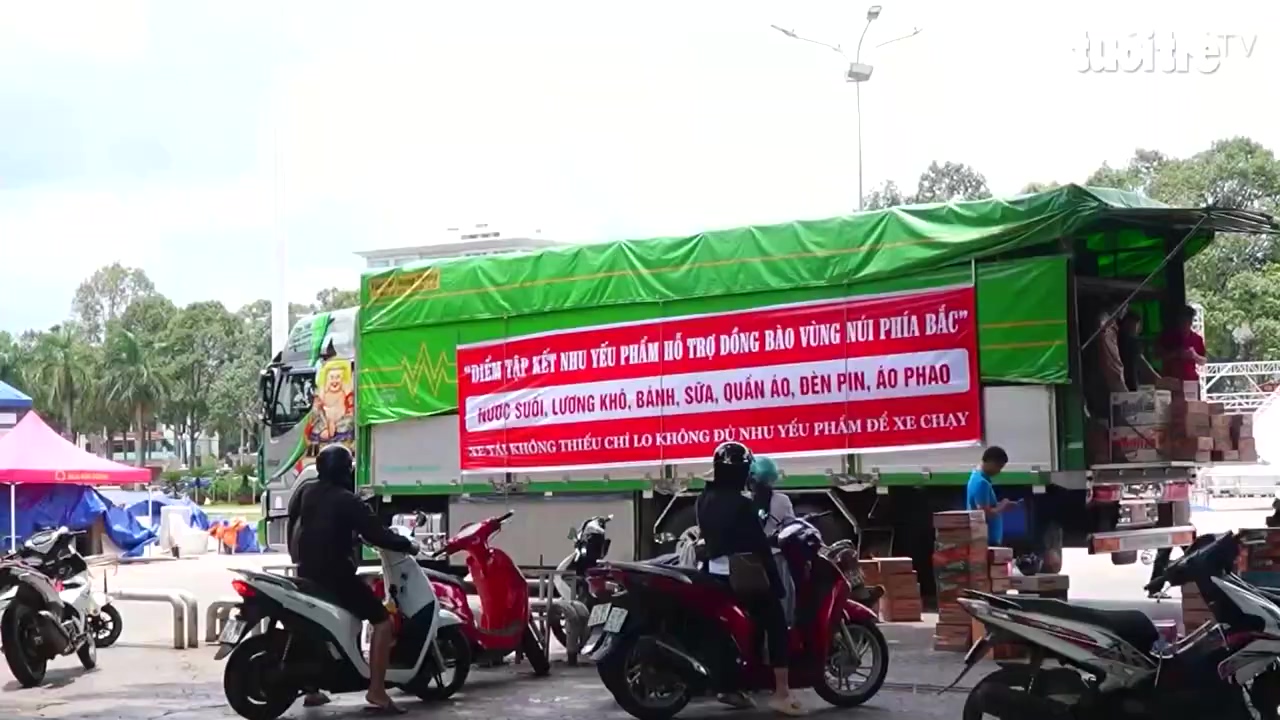 tuổi trẻ TV
"ĐIỂM TẬP KẾT NHU YẾU PHẨM HỖ TRỢ ĐỒNG BÀO VÙNG NÚI PHÍA BẮC"
NƯỚC SUỐI, LƯƠNG KHÔ, BÁNH, SỮA, QUẦN ÁO, ĐÈN PIN, ÁO PHAO
XE TẢI KHÔNG THIẾU CHỈ LO KHÔNG ĐỦ NHU YẾU PHẨM ĐỂ XE CHẠY